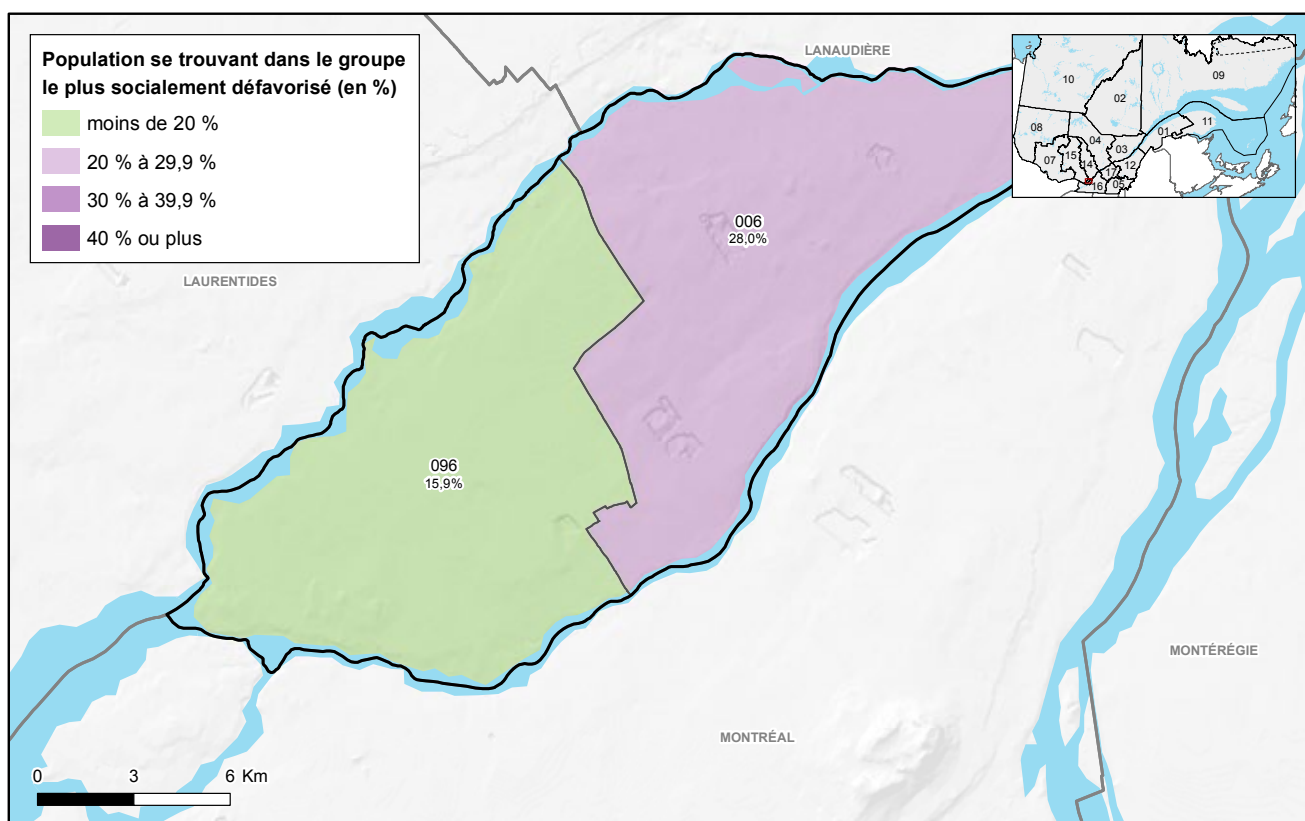 Population se trouvant dans le groupe
le plus socialement défavorisé (en %)
moins de 20 %
20 % à 29,9 %
30 % à 39,9 %
40 % ou plus
LANAUDIÈRE
10
02
09
08
04
01
11
07
15
14
03
17
12
16
05
006
28,0%
LAURENTIDES
096
15,9%
MONTÉRÉGIE
MONTRÉAL
0 3 6 Km